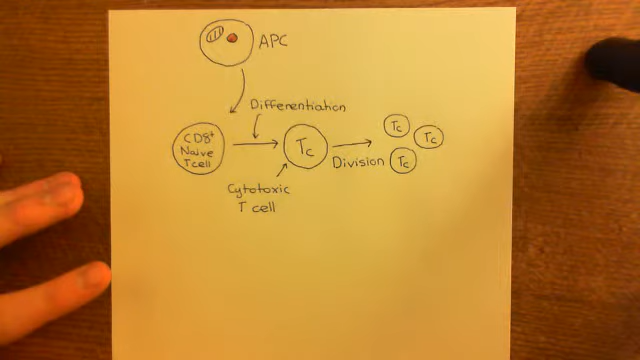 APC
Differentiation
CD8+
Naive
T cell
Tc
Tc
Tc
Tc
Division
Cytotoxic
T cell